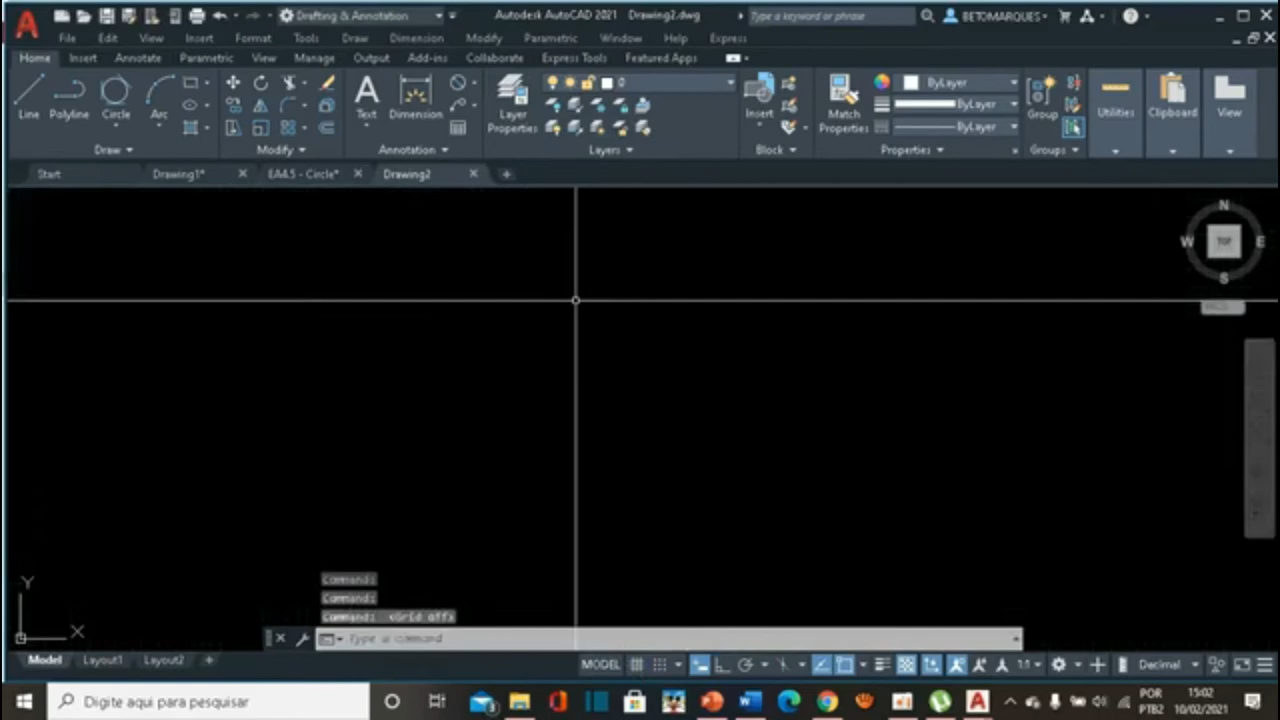 Drafting & Annotation Autodesk AutoCAD 2021 Drawing2.dwg Type a keyword or phrase BETOMARQUES
File Edit View Insert Format Tools Draw Dimension Modify Parametric Window Help Express
Home Insert Annotate Parametric View Manage Output Add-ins Collaborate Express Tools Featured Apps
0 ByLayer
ByLayer
Line Polyline Circle Arc Text Dimension Layer Properties Insert Match Properties Group Utilities Clipboard View
ByLayer
Draw Modify Annotation Layers Block Properties Groups
Start Drawing1* EA4.5 - Circle* Drawing2
N
W TOP E
S
Y
X
Command:
Command:
Command: <Grid off>
Type a command
Model Layout1 Layout2 MODEL 1:1 Decimal
Digite aqui para pesquisar
POR 15:02
PTB2 10/02/2021